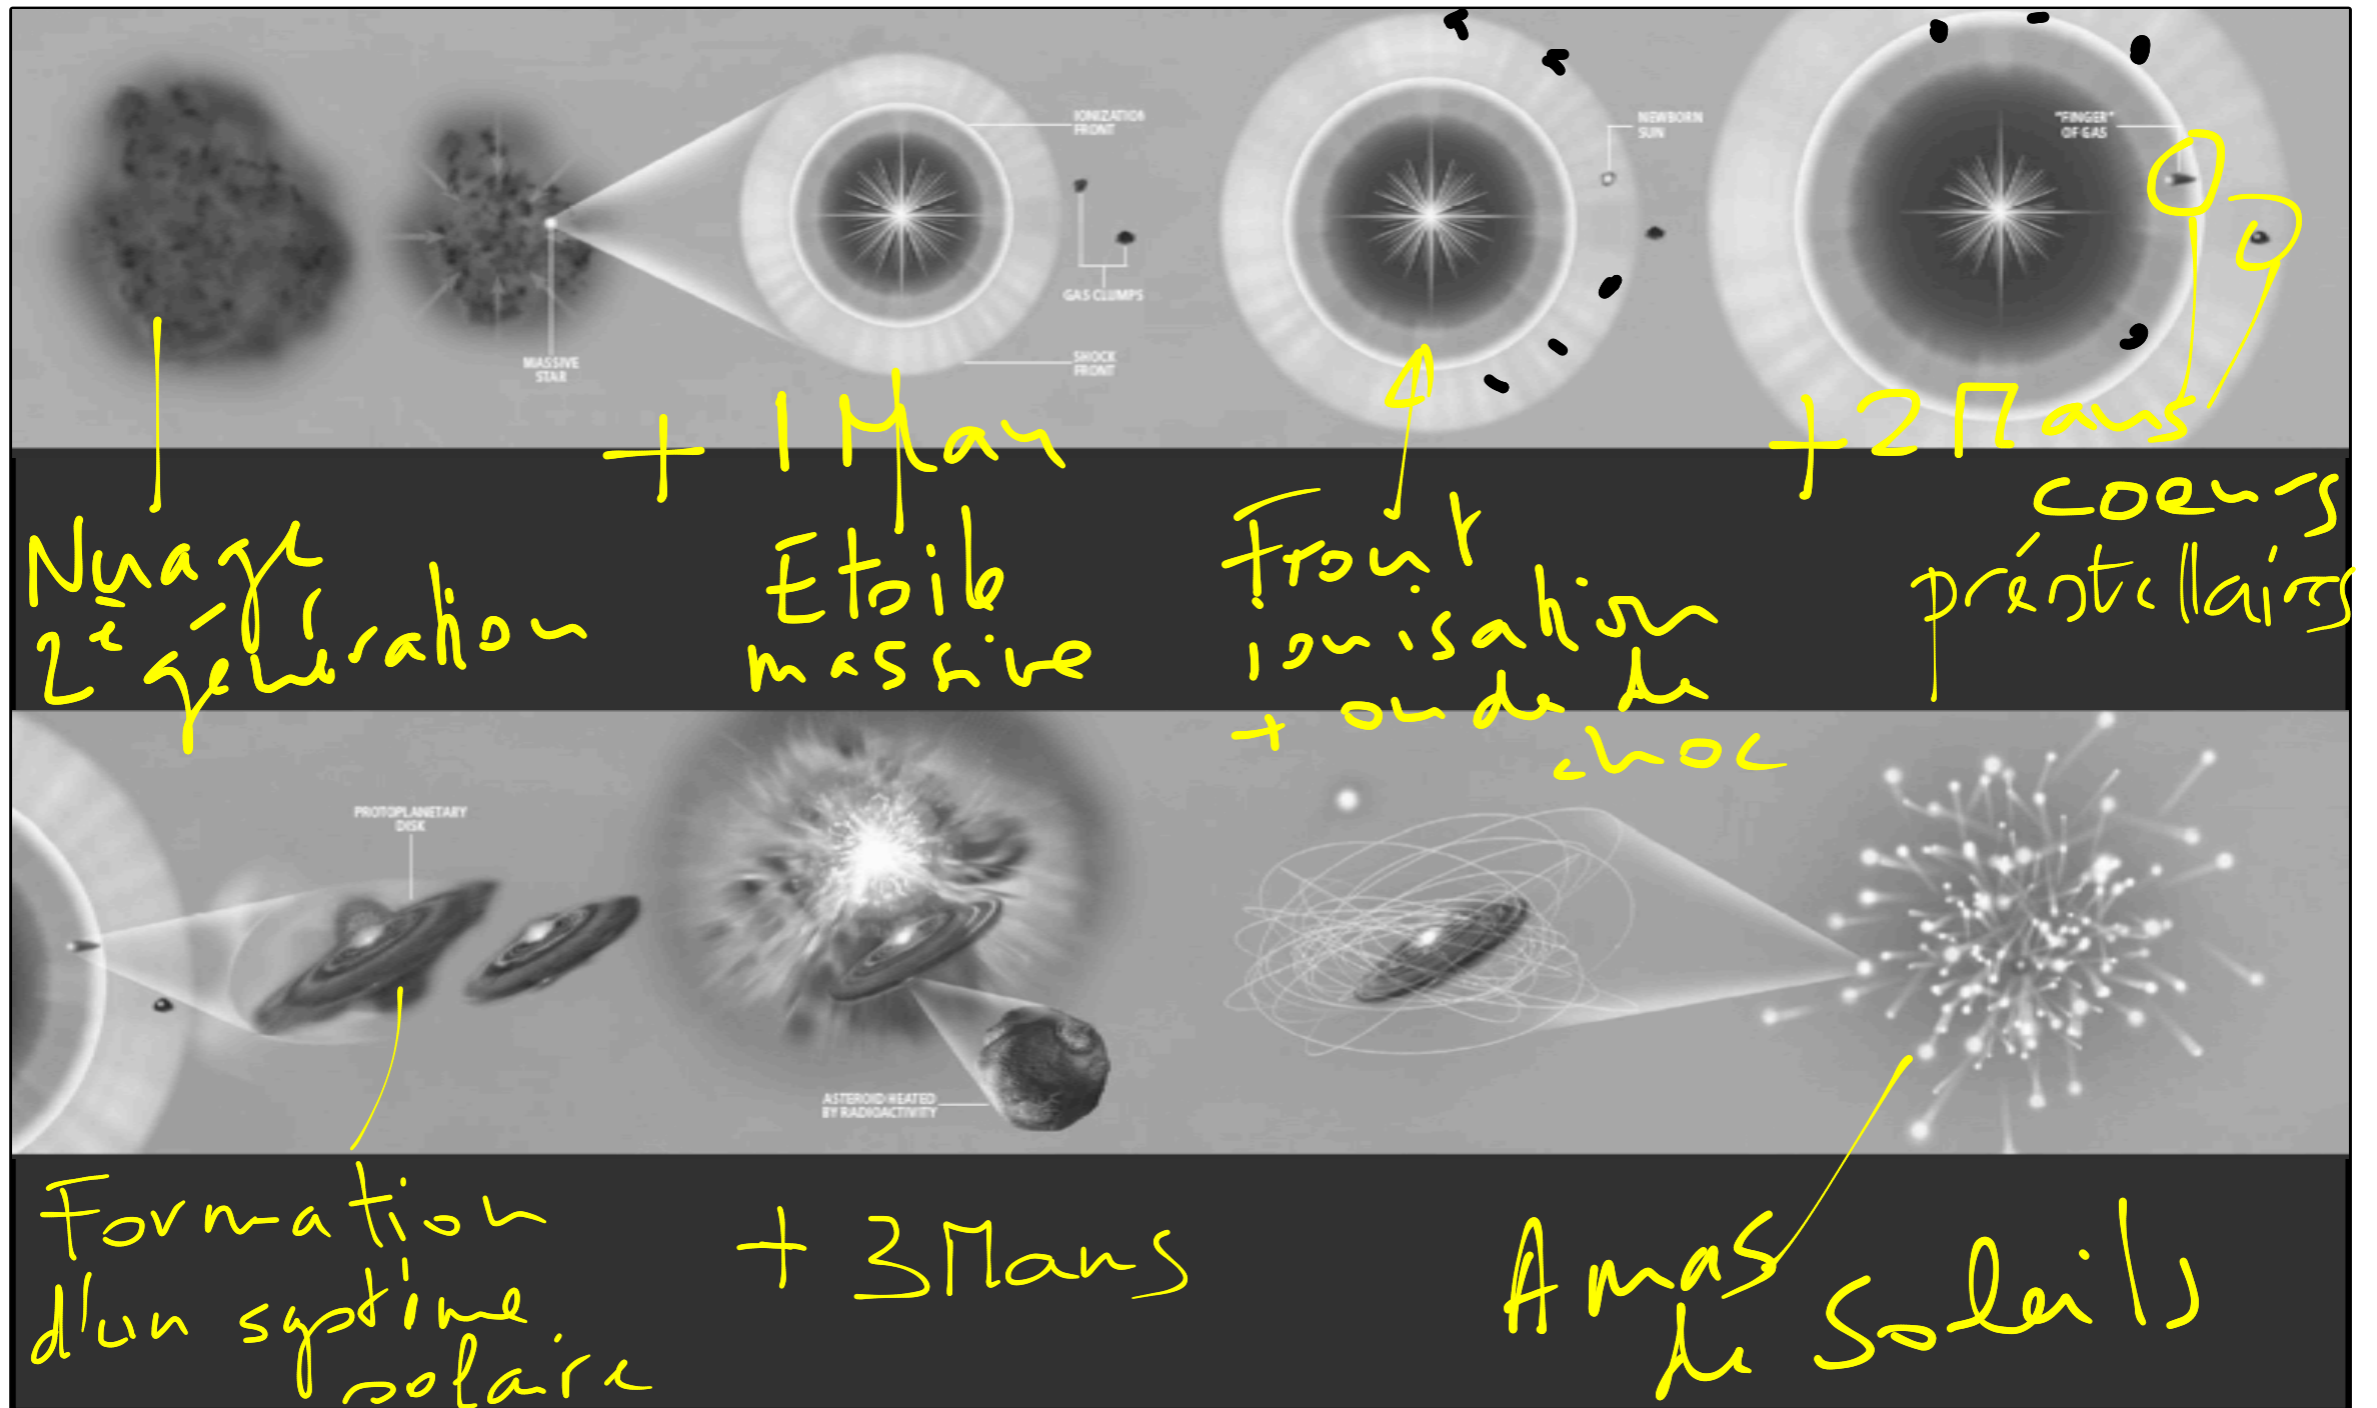 IONIZATION
FRONT
NEWBORN
SUN
"FINGER"
OF GAS
GAS CLUMPS
MASSIVE
STAR
SHOCK
FRONT
+ 1 Man
+ 2 Mans
Nuage
2e génération
Etoile
massive
Front
ionisation
+ onde de
choc
coeurs
préstellaires
PROTOPLANETARY
DISK
ASTEROID HEATED
BY RADIOACTIVITY
Formation
d'un système
solaire
+ 3 Mans
Amas
de Soleils